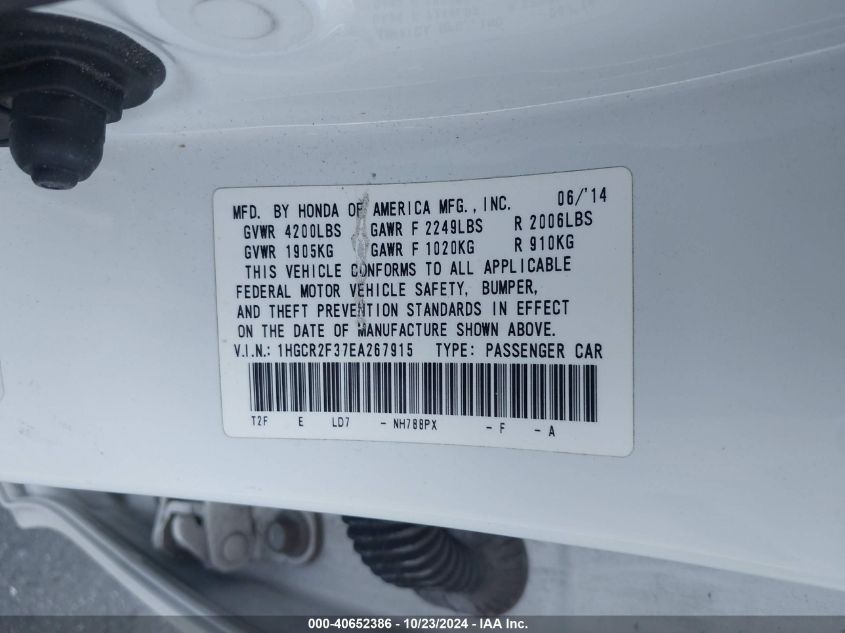 MFD. BY HONDA OF AMERICA MFG., INC. 06/'14
GVWR 4200LBS GAWR F 2249LBS R 2006LBS
GVWR 1905KG GAWR F 1020KG R 910KG
THIS VEHICLE CONFORMS TO ALL APPLICABLE
FEDERAL MOTOR VEHICLE SAFETY, BUMPER,
AND THEFT PREVENTION STANDARDS IN EFFECT
ON THE DATE OF MANUFACTURE SHOWN ABOVE.
V.I.N.: 1HGCR2F37EA267915 TYPE: PASSENGER CAR
T2F E LD7 - NH788PX - F - A
000-40652386 - 10/23/2024 - IAAI.com